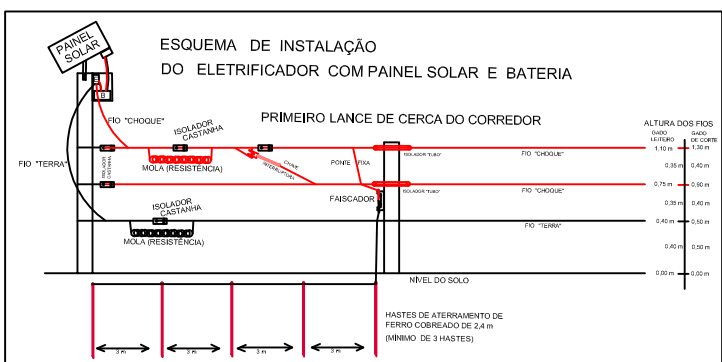 PAINEL
SOLAR
ESQUEMA DE INSTALAÇÃO
DO ELETRIFICADOR COM PAINEL SOLAR E BATERIA
B
FIO "CHOQUE"
PRIMEIRO LANCE DE CERCA DO CORREDOR
ISOLADOR
CASTANHA
FIO "TERRA"
ISOLADOR
CASTANHA
MOLA (RESISTÊNCIA)
CHAVE
INTERRUPTORA
PONTE FIXA
ISOLADOR "TUBO"
FIO "CHOQUE"
FAISCADOR
ISOLADOR "TUBO"
FIO "CHOQUE"
ISOLADOR
CASTANHA
MOLA (RESISTÊNCIA)
FIO "TERRA"
NÍVEL DO SOLO
ALTURA DOS FIOS
GADO LEITEIRO
GADO DE CORTE
1,10 m 1,30 m
0,35 m 0,40 m
0,75 m 0,90 m
0,35 m 0,40 m
0,40 m 0,50 m
0,40 m 0,50 m
0,00 m 0,00 m
3 m 3 m 3 m 3 m
HASTES DE ATERRAMENTO DE
FERRO COBREADO DE 2,4 m
(MÍNIMO DE 3 HASTES)